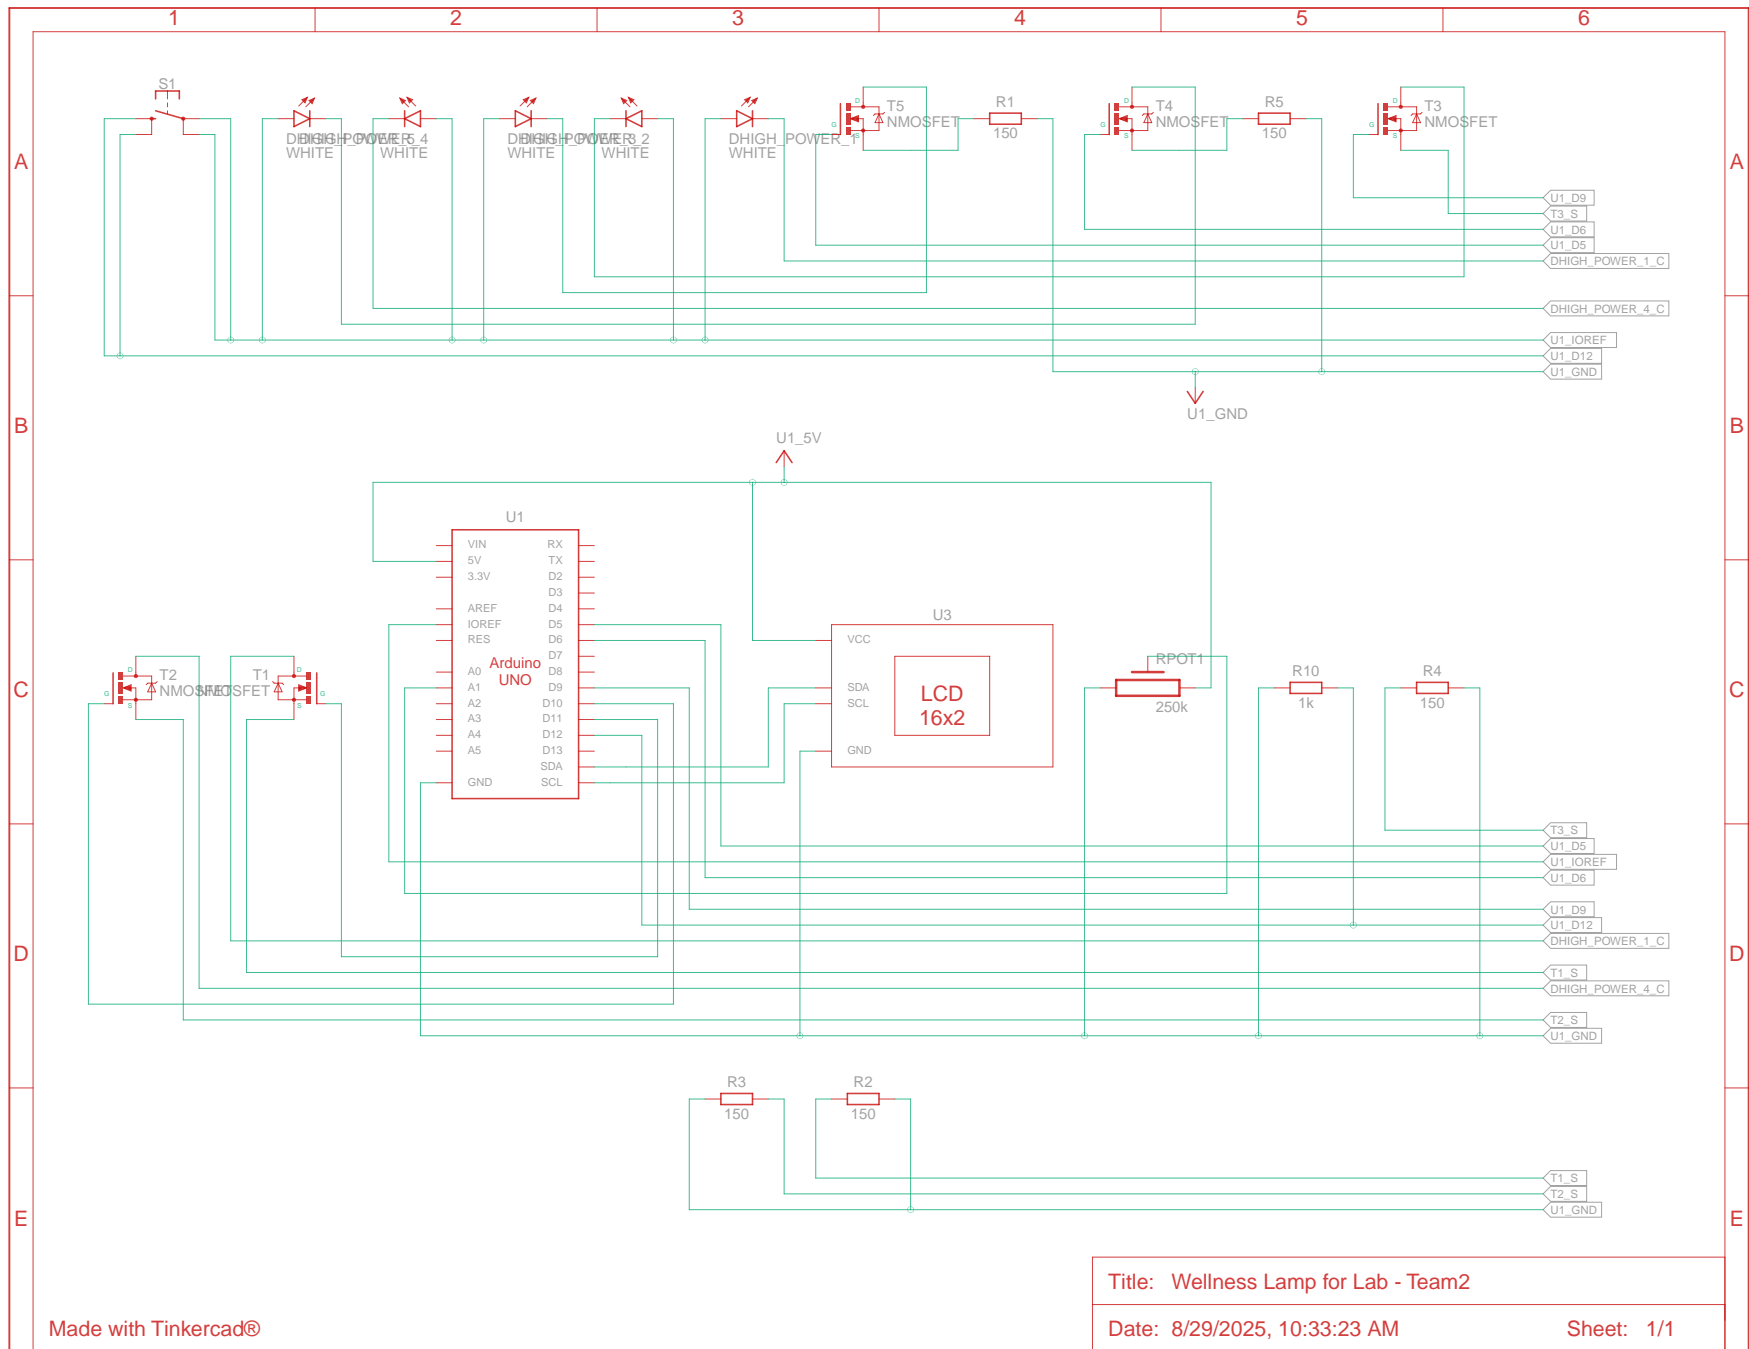 1 2 3 4 5 6
A A
B B
C C
D D
E E
S1
DHIGH_POWER_5
WHITE
DHIGH_POWER_4
WHITE
DHIGH_POWER_3
WHITE
DHIGH_POWER_2
WHITE
DHIGH_POWER_1
WHITE
T5
NMOSFET
D
G
S
R1
150
T4
NMOSFET
D
G
S
R5
150
T3
NMOSFET
D
G
S
U1_D9
T3_S
U1_D6
U1_D5
DHIGH_POWER_1_C
DHIGH_POWER_4_C
U1_IOREF
U1_D12
U1_GND
U1_GND
U1_5V
U1
VIN RX
5V TX
3.3V D2
D3
AREF D4
IOREF D5
RES D6
D7
A0 D8
A1 D9
A2 D10
A3 D11
A4 D12
A5 D13
SDA
GND SCL
Arduino
UNO
U3
VCC
SDA
SCL
GND
LCD
16x2
T2
NMOSFET
D
G
S
T1
NMOSFET
D
G
S
RPOT1
250k
R10
1k
R4
150
T3_S
U1_D5
U1_IOREF
U1_D6
U1_D9
U1_D12
DHIGH_POWER_1_C
T1_S
DHIGH_POWER_4_C
T2_S
U1_GND
R3
150
R2
150
T1_S
T2_S
U1_GND
Title: Wellness Lamp for Lab - Team2
Date: 8/29/2025, 10:33:23 AM Sheet: 1/1
Made with Tinkercad®